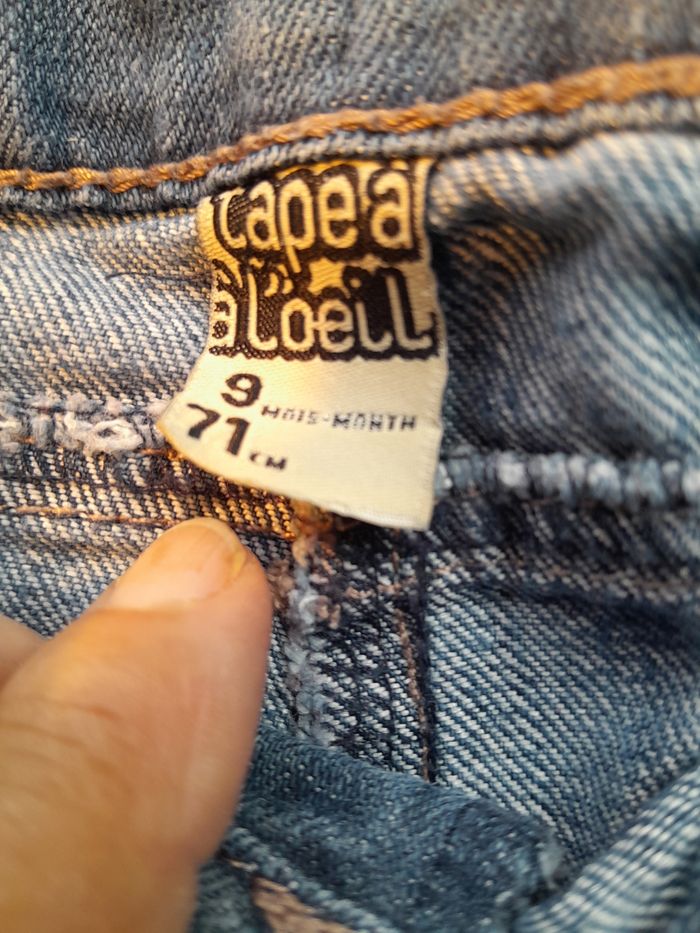 tape à
à l'oeil
9 MOIS-MONTH
71 CM